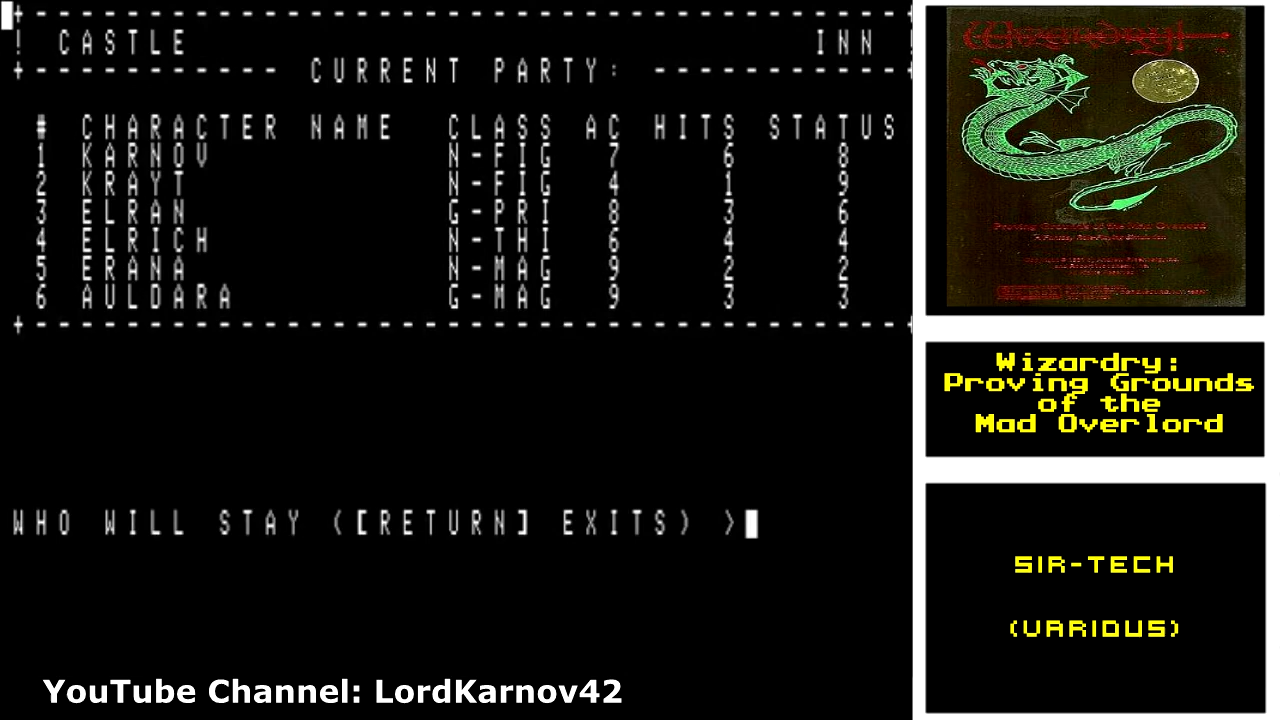 +--------------------------------------+
! CASTLE INN !
+----------- CURRENT PARTY: -----------+
# CHARACTER NAME CLASS AC HITS STATUS
1 KARNOV N-FIG 7 6 8
2 KRAYT N-FIG 4 1 9
3 ELRAN G-PRI 8 3 6
4 ELRICH N-THI 6 4 4
5 ERANA N-MAG 9 2 2
6 AULDARA G-MAG 9 3 3
+--------------------------------------+
WHO WILL STAY ([RETURN] EXITS) >
YouTube Channel: LordKarnov42
Wizardry
Proving Grounds of the Mad Overlord
Wizardry:
Proving Grounds
of the
Mad Overlord
SIR-TECH
(VARIOUS)